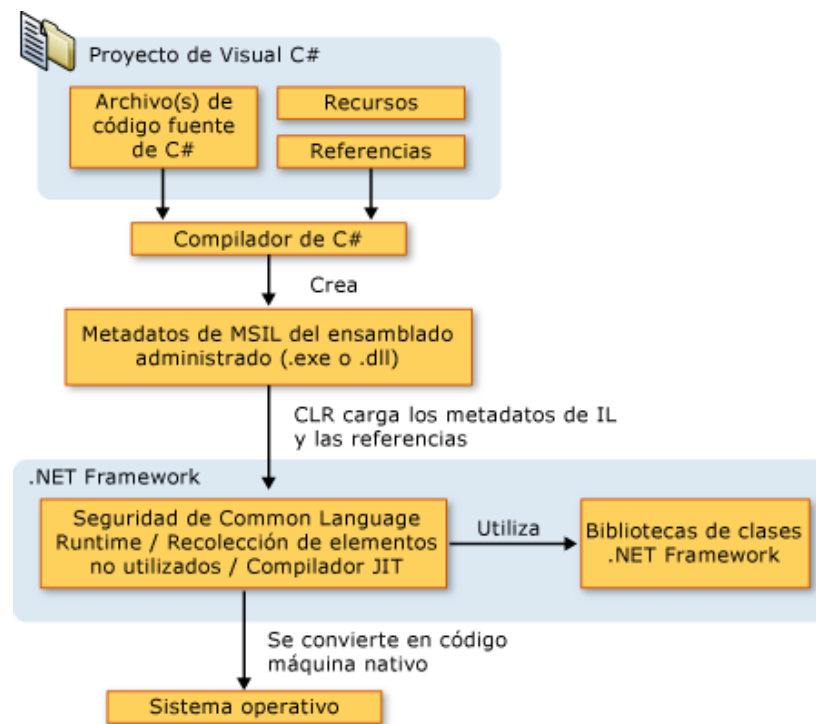 Proyecto de Visual C#
Archivo(s) de
código fuente
de C#
Recursos
Referencias
Compilador de C#
Crea
Metadatos de MSIL del ensamblado
administrado (.exe o .dll)
CLR carga los metadatos de IL
y las referencias
.NET Framework
Seguridad de Common Language
Runtime / Recolección de elementos
no utilizados / Compilador JIT
Utiliza
Bibliotecas de clases
.NET Framework
Se convierte en código
máquina nativo
Sistema operativo